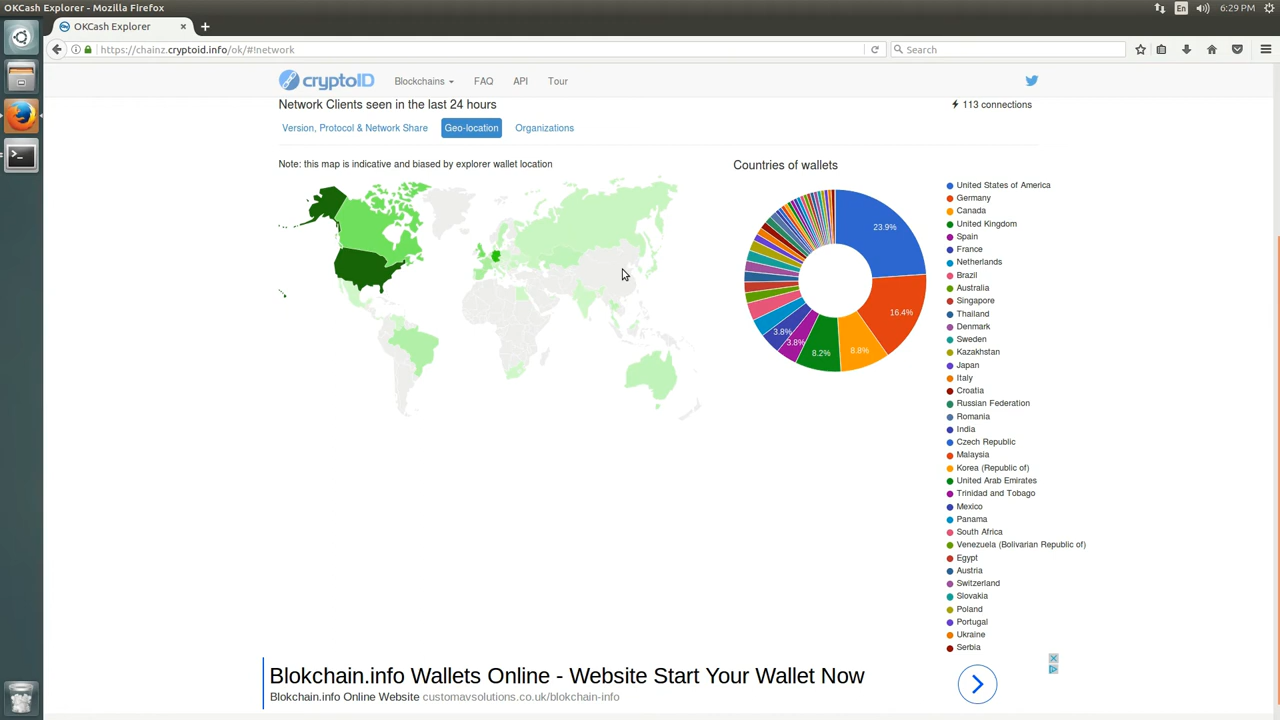 OKCash Explorer - Mozilla Firefox
En
6:29 PM
OKCash Explorer
https://chainz.cryptoid.info/ok/#!network
Search
cryptoID
Blockchains
FAQ
API
Tour
Network Clients seen in the last 24 hours
113 connections
Version, Protocol & Network Share
Geo-location
Organizations
Note: this map is indicative and biased by explorer wallet location
Countries of wallets
23.9%
16.4%
8.8%
8.2%
3.8%
3.8%
United States of America
Germany
Canada
United Kingdom
Spain
France
Netherlands
Brazil
Australia
Singapore
Thailand
Denmark
Sweden
Kazakhstan
Japan
Italy
Croatia
Russian Federation
Romania
India
Czech Republic
Malaysia
Korea (Republic of)
United Arab Emirates
Trinidad and Tobago
Mexico
Panama
South Africa
Venezuela (Bolivarian Republic of)
Egypt
Austria
Switzerland
Slovakia
Poland
Portugal
Ukraine
Serbia
Blokchain.info Wallets Online - Website Start Your Wallet Now
Blokchain.info Online Website customavsolutions.co.uk/blokchain-info